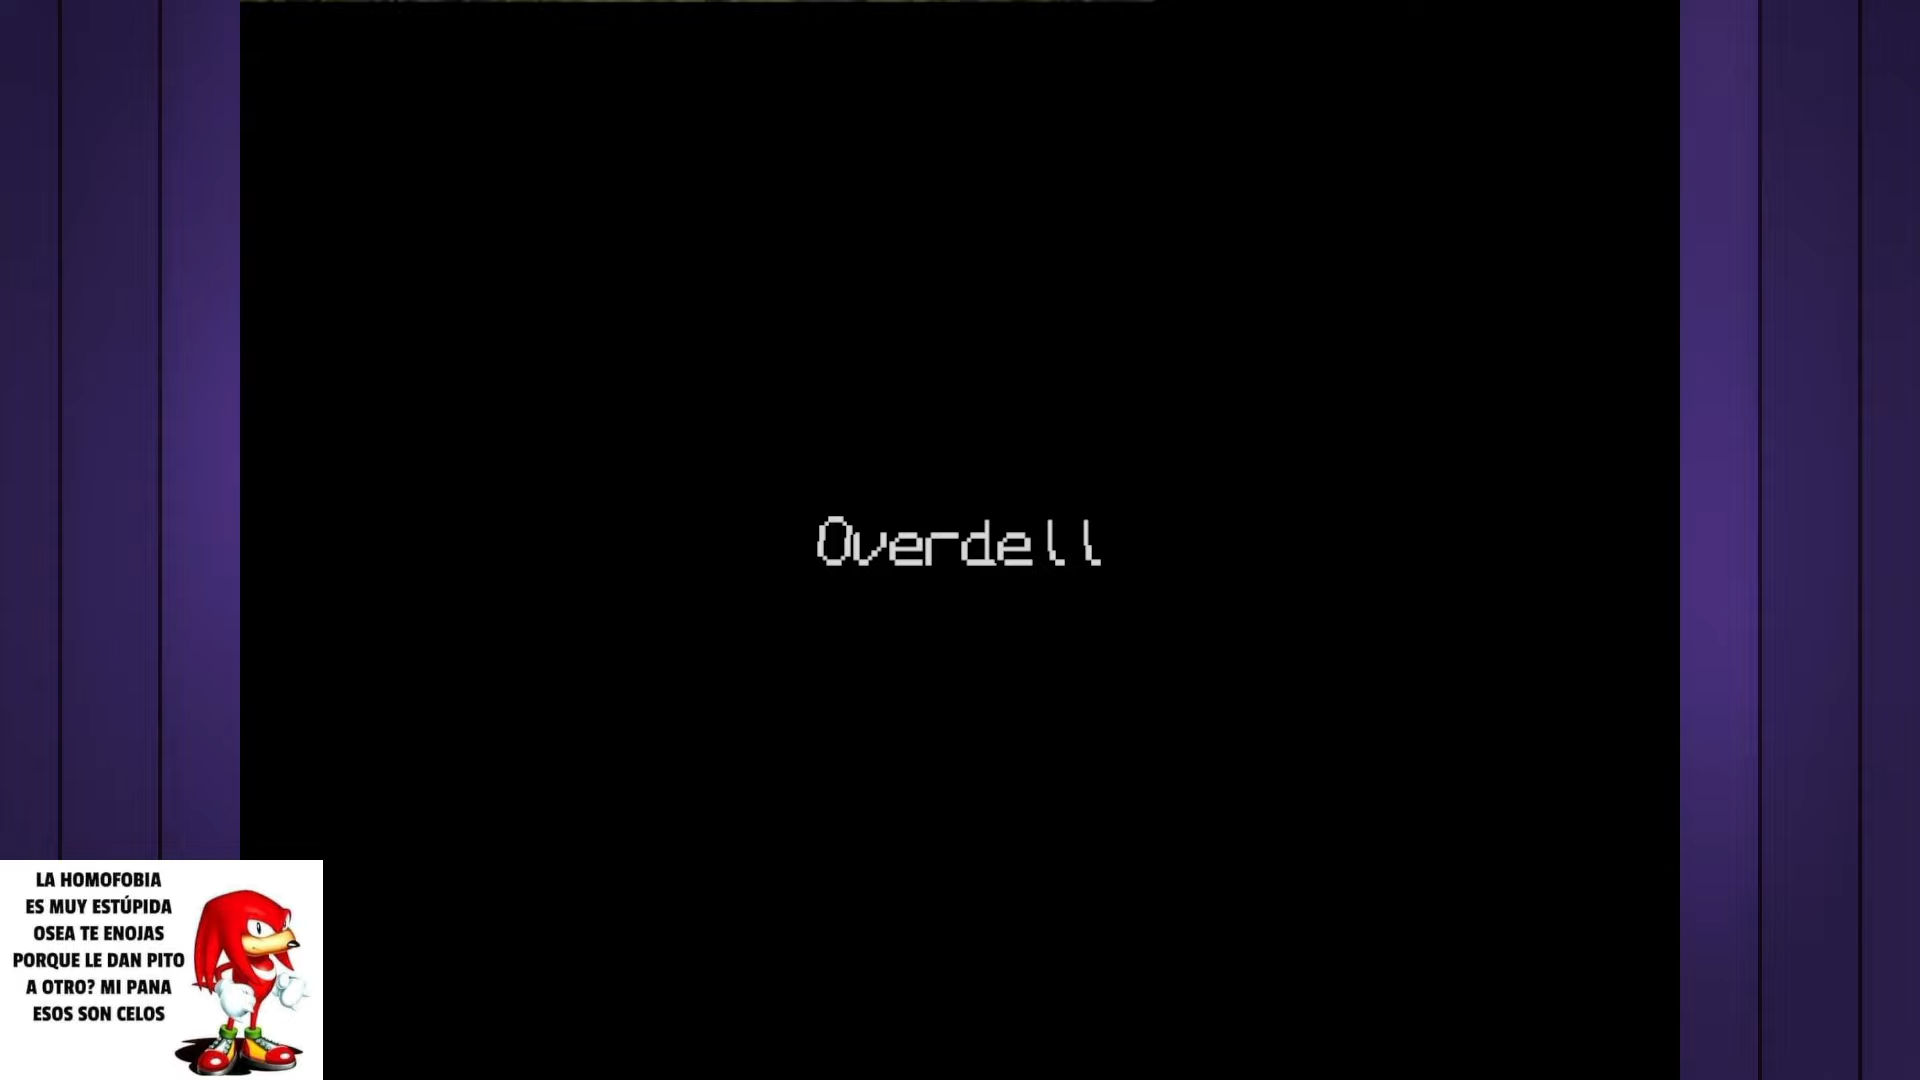 Overdell
LA HOMOFOBIA
ES MUY ESTÚPIDA
OSEA TE ENOJAS
PORQUE LE DAN PITO
A OTRO? MI PANA
ESOS SON CELOS